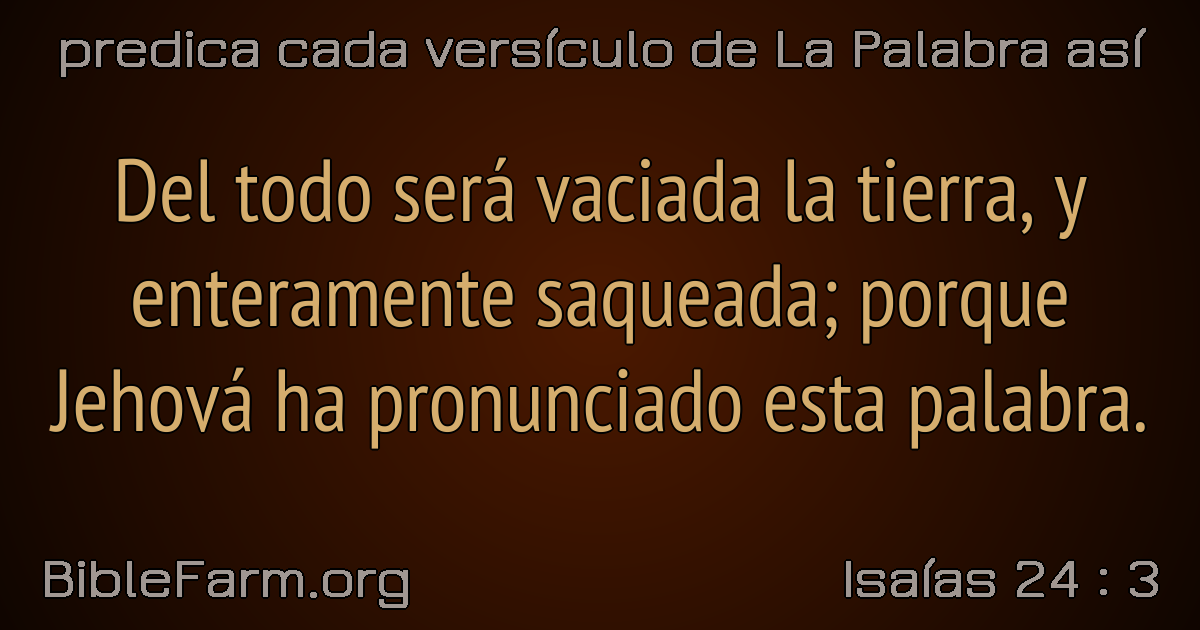 predica cada versículo de La Palabra así
Del todo será vaciada la tierra, y
enteramente saqueada; porque
Jehová ha pronunciado esta palabra.
BibleFarm.org
Isaías 24 : 3